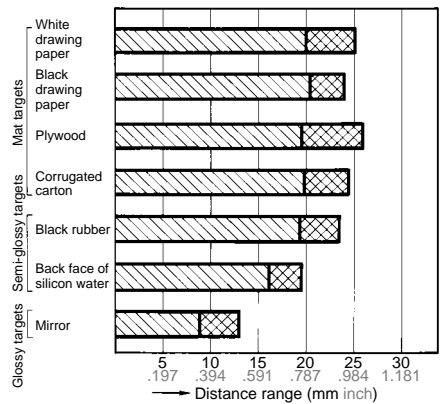 Mat targets
White
drawing
paper
Black
drawing
paper
Plywood
Corrugated
carton
Semi-glossy targets
Black rubber
Back face of
silicon water
Glossy targets
Mirror
5 10 15 20 25 30
.197 .394 .591 .787 .984 1.181
Distance range (mm inch)